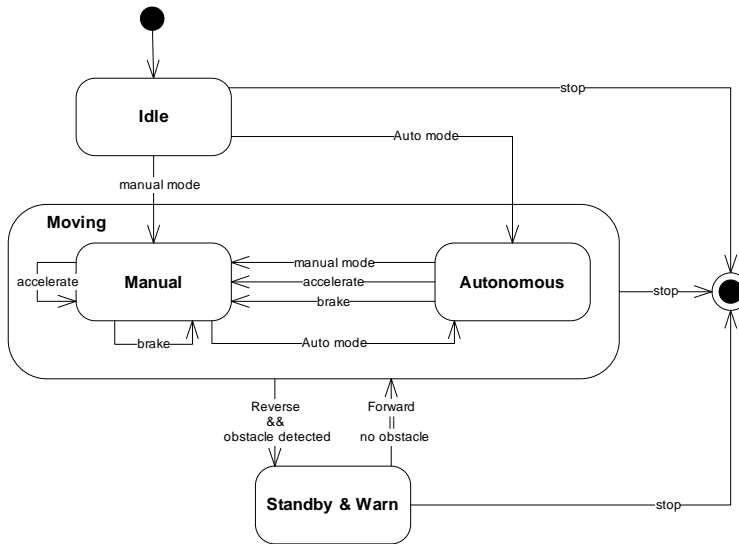 stop
Idle
Auto mode
manual mode
Moving
manual mode
accelerate
Manual
accelerate
Autonomous
brake
stop
brake
Auto mode
Reverse
&&
obstacle detected
Forward
||
no obstacle
Standby & Warn
stop